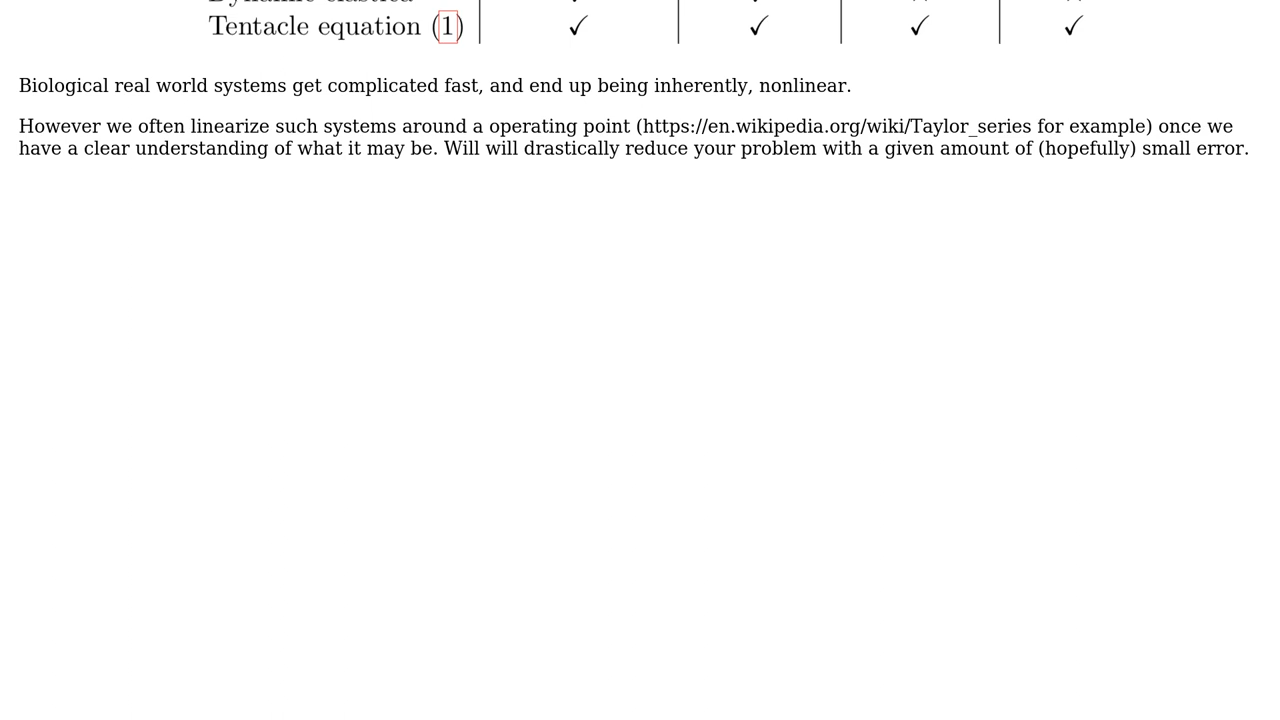 Tentacle equation (1) ✓ ✓ ✓ ✓
Biological real world systems get complicated fast, and end up being inherently, nonlinear.
However we often linearize such systems around a operating point (https://en.wikipedia.org/wiki/Taylor_series for example) once we
have a clear understanding of what it may be. Will will drastically reduce your problem with a given amount of (hopefully) small error.